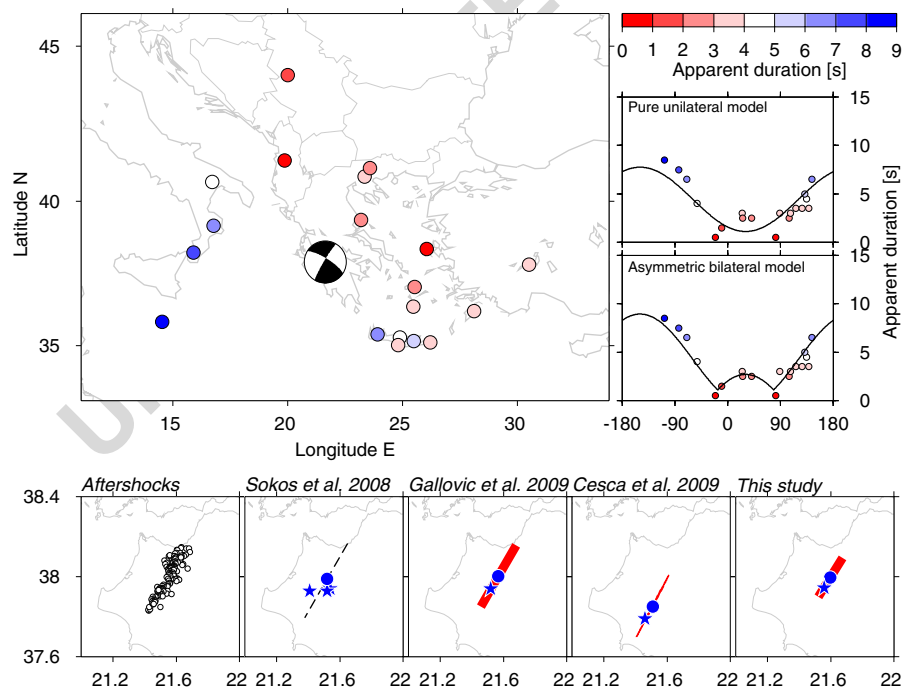 45
40
35
Latitude N
15
20
25
30
Longitude E
0 1 2 3 4 5 6 7 8 9
Apparent duration [s]
Pure unilateral model
15
10
5
0
Asymmetric bilateral model
15
10
5
0
Apparent duration [s]
-180 -90 0 90 180
Aftershocks
Sokos et al. 2008
Gallovic et al. 2009
Cesca et al. 2009
This study
38.4
38
37.6
21.2 21.6 22
21.2 21.6 22
21.2 21.6 22
21.2 21.6 22
21.2 21.6 22